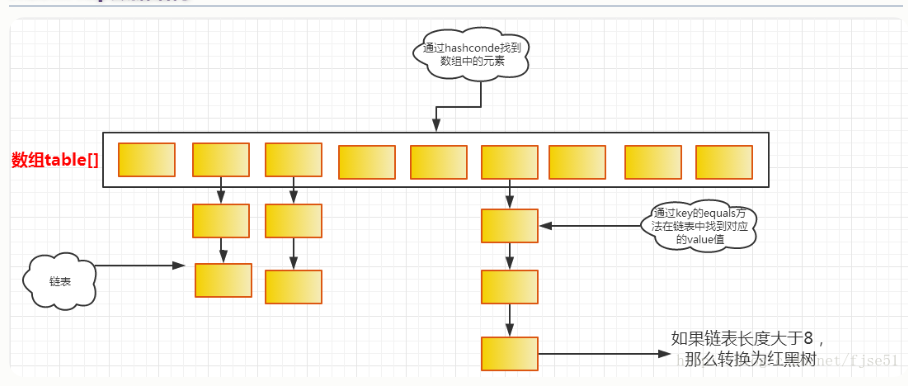 通过hashconde找到
数组中的元素
数组table[]
通过key的equals方
法在链表中找到对应
的value值
链表
如果链表长度大于8，
那么转换为红黑树
net/fjse51